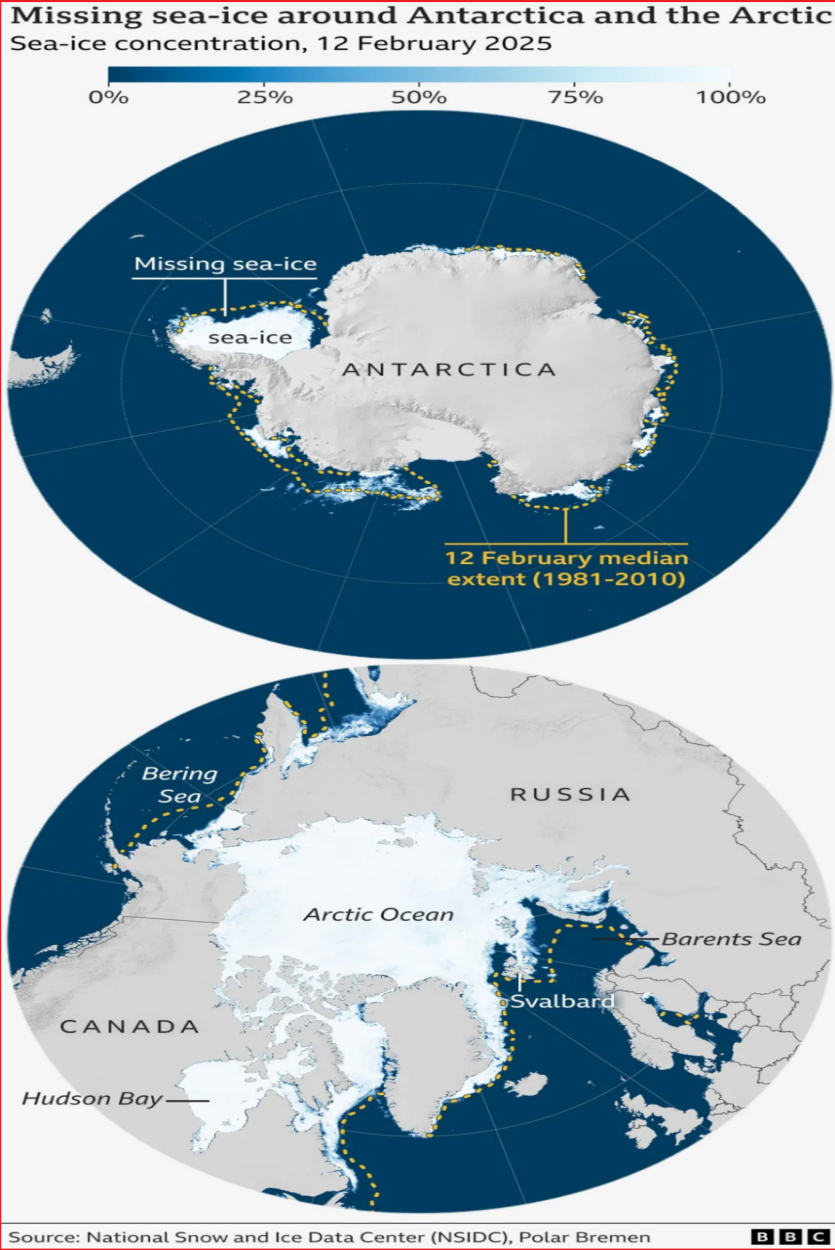 Missing sea-ice around Antarctica and the Arctic
Sea-ice concentration, 12 February 2025
0% 25% 50% 75% 100%
Missing sea-ice
sea-ice
ANTARCTICA
12 February median
extent (1981-2010)
Bering
Sea
RUSSIA
Arctic Ocean
Barents Sea
Svalbard
CANADA
Hudson Bay
Source: National Snow and Ice Data Center (NSIDC), Polar Bremen
BBC